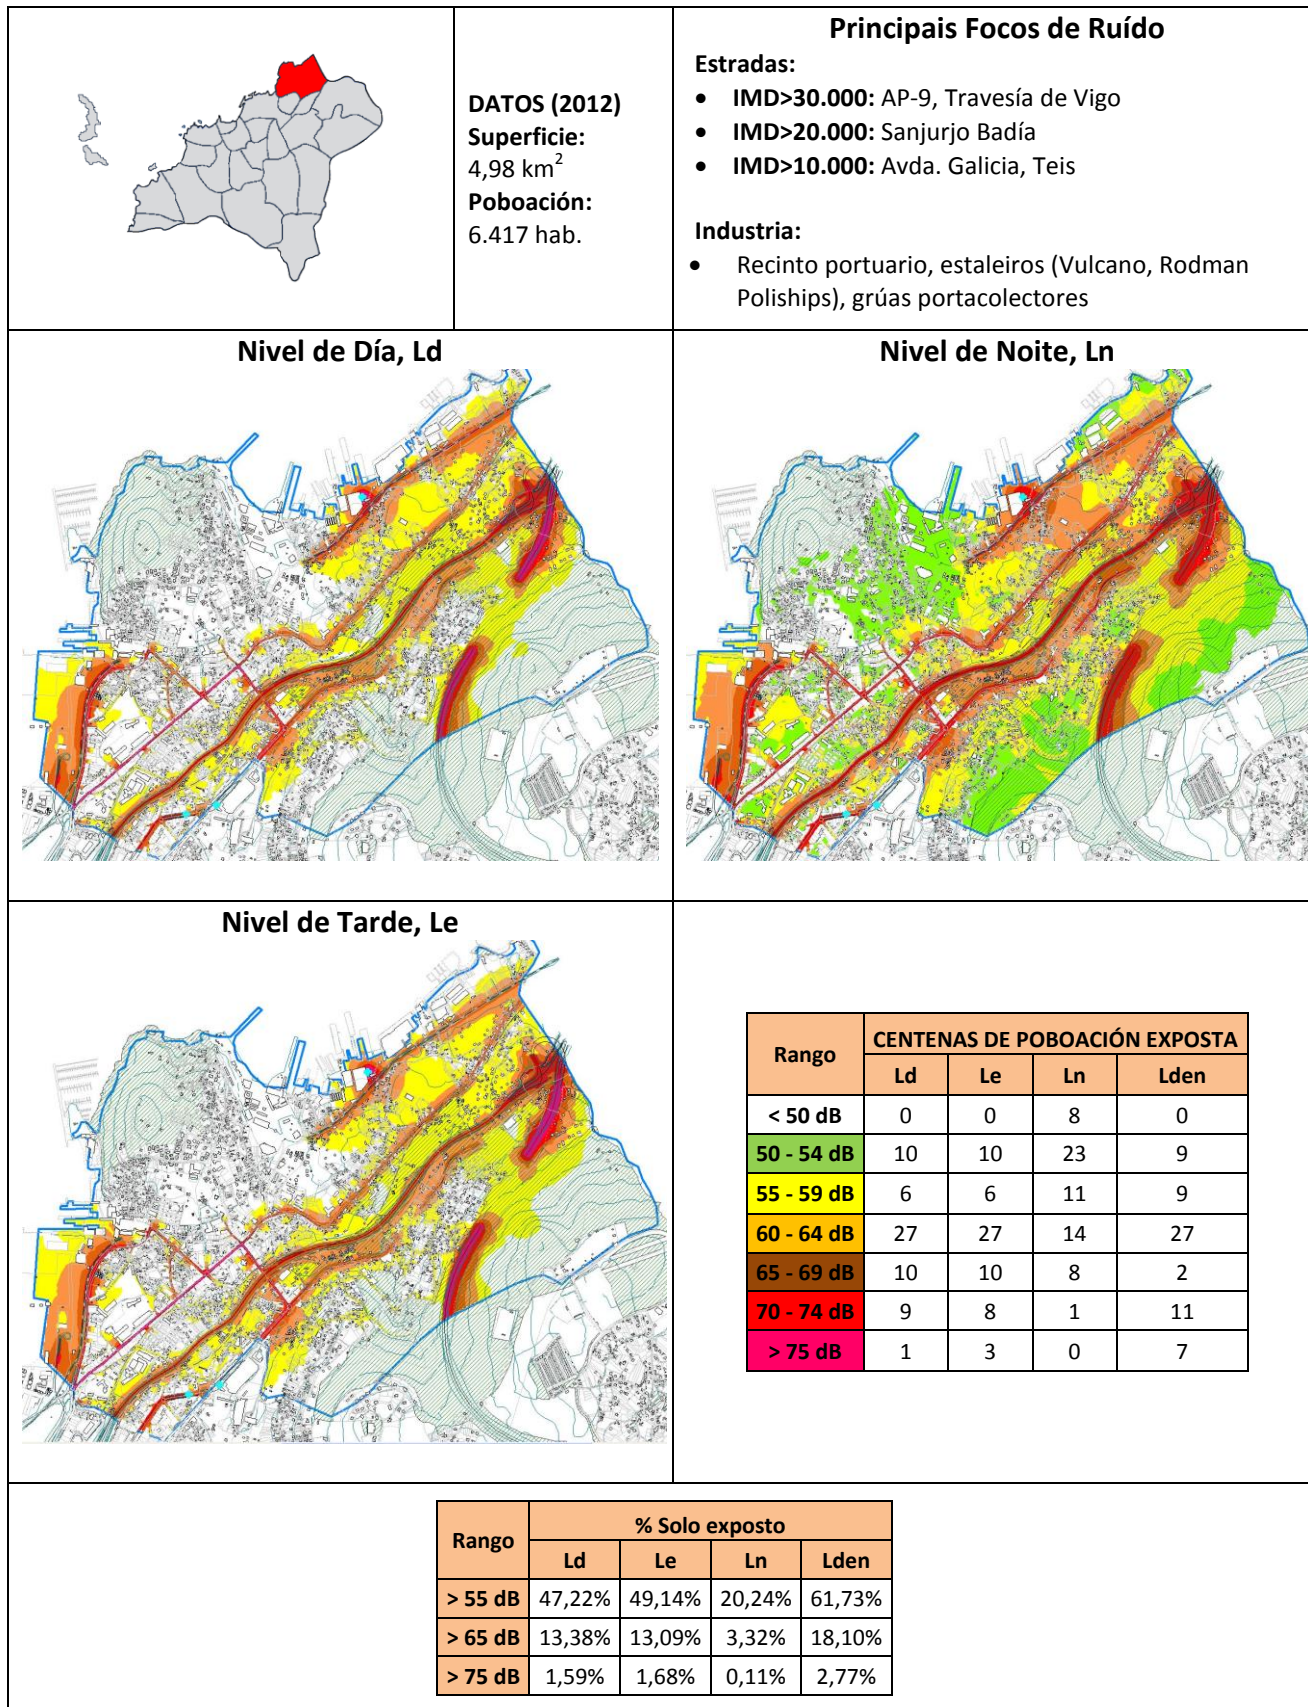 DATOS (2012)
Superficie:
4,98 km²
Poboación:
6.417 hab.
Principais Focos de Ruído
Estradas:
• IMD>30.000: AP-9, Travesía de Vigo
• IMD>20.000: Sanjurjo Badía
• IMD>10.000: Avda. Galicia, Teis
Industria:
• Recinto portuario, estaleiros (Vulcano, Rodman
Poliships), grúas portacolectores
Nivel de Día, Ld
Nivel de Noite, Ln
Nivel de Tarde, Le
Rango CENTENAS DE POBOACIÓN EXPOSTA
Ld Le Ln Lden
< 50 dB 0 0 8 0
50 - 54 dB 10 10 23 9
55 - 59 dB 6 6 11 9
60 - 64 dB 27 27 14 27
65 - 69 dB 10 10 8 2
70 - 74 dB 9 8 1 11
> 75 dB 1 3 0 7
Rango % Solo exposto
Ld Le Ln Lden
> 55 dB 47,22% 49,14% 20,24% 61,73%
> 65 dB 13,38% 13,09% 3,32% 18,10%
> 75 dB 1,59% 1,68% 0,11% 2,77%